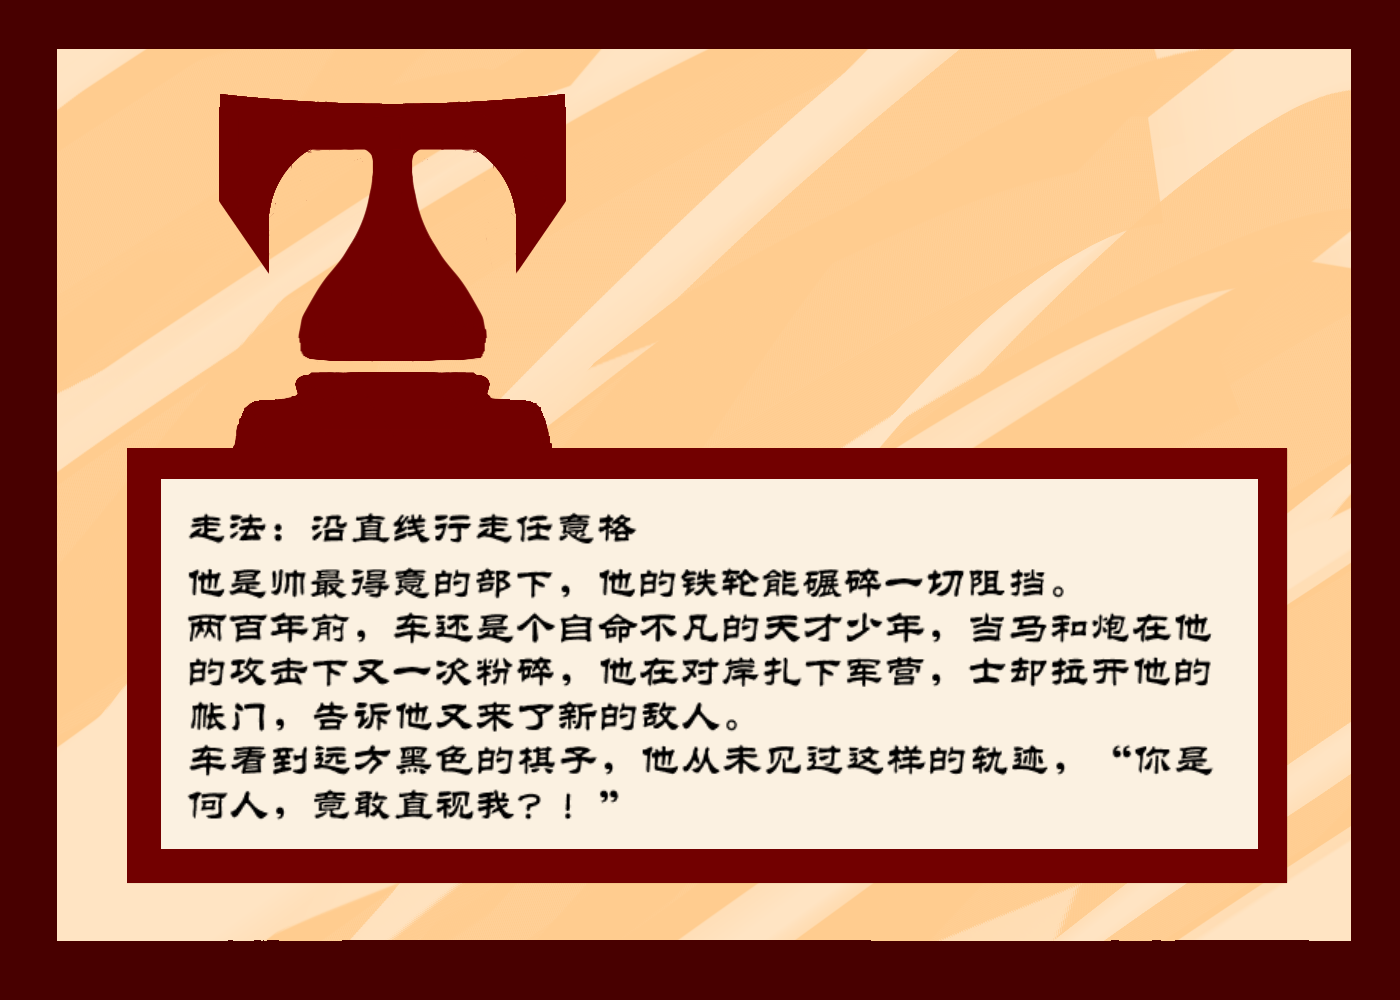 走法：沿直线行走任意格
他是帅最得意的部下，他的铁轮能碾碎一切阻挡。
两百年前，车还是个自命不凡的天才少年，当马和炮在他
的攻击下又一次粉碎，他在对岸扎下军营，士却拉开他的
帐门，告诉他又来了新的敌人。
车看到远方黑色的棋子，他从未见过这样的轨迹，“你是
何人，竟敢直视我？！”